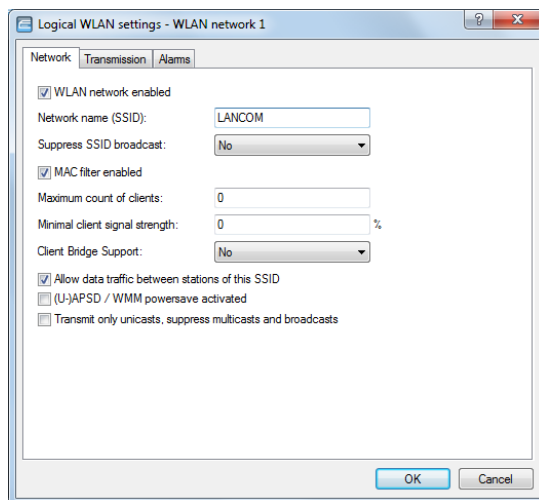 Logical WLAN settings - WLAN network 1
?
X
Network Transmission Alarms
WLAN network enabled
Network name (SSID): LANCOM
Suppress SSID broadcast: No
MAC filter enabled
Maximum count of clients: 0
Minimal client signal strength: 0 %
Client Bridge Support: No
Allow data traffic between stations of this SSID
(U-)APSD / WMM powersave activated
Transmit only unicasts, suppress multicasts and broadcasts
OK Cancel